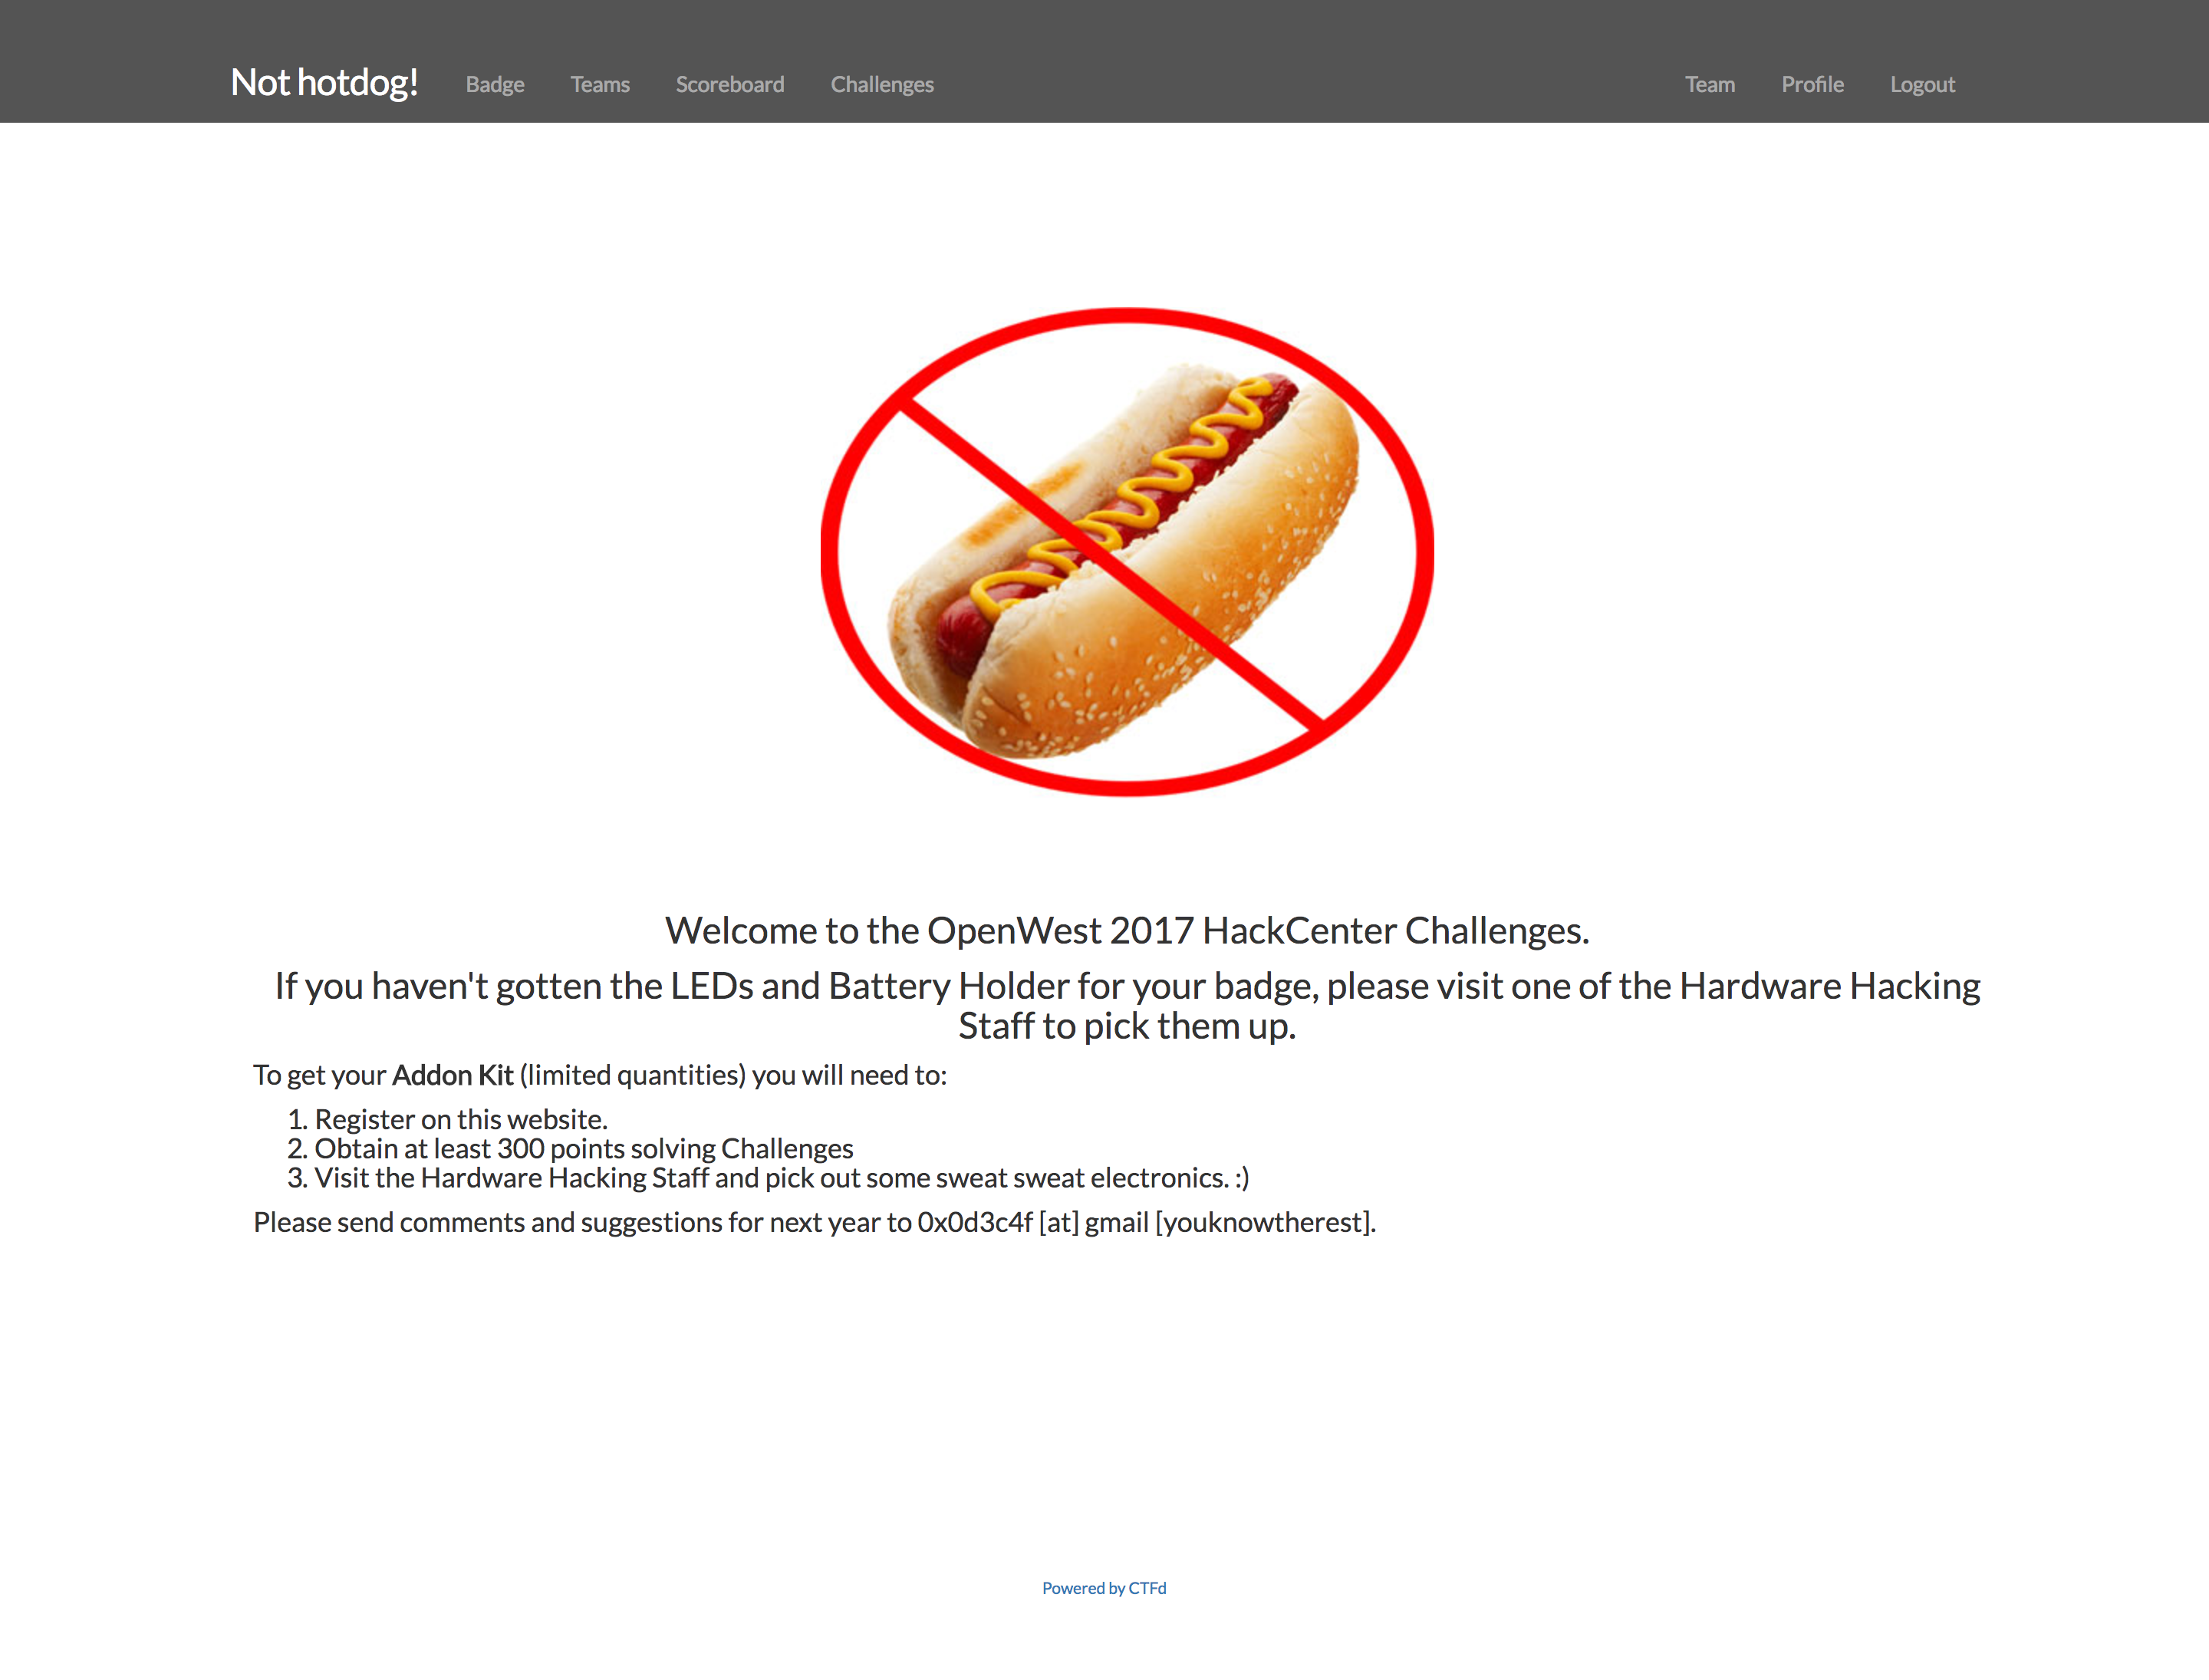 Not hotdog! Badge Teams Scoreboard Challenges Team Profile Logout
Welcome to the OpenWest 2017 HackCenter Challenges.
If you haven't gotten the LEDs and Battery Holder for your badge, please visit one of the Hardware Hacking
Staff to pick them up.
To get your Addon Kit (limited quantities) you will need to:
1. Register on this website.
2. Obtain at least 300 points solving Challenges
3. Visit the Hardware Hacking Staff and pick out some sweat sweat electronics. :)
Please send comments and suggestions for next year to 0x0d3c4f [at] gmail [youknowtherest].
Powered by CTFd